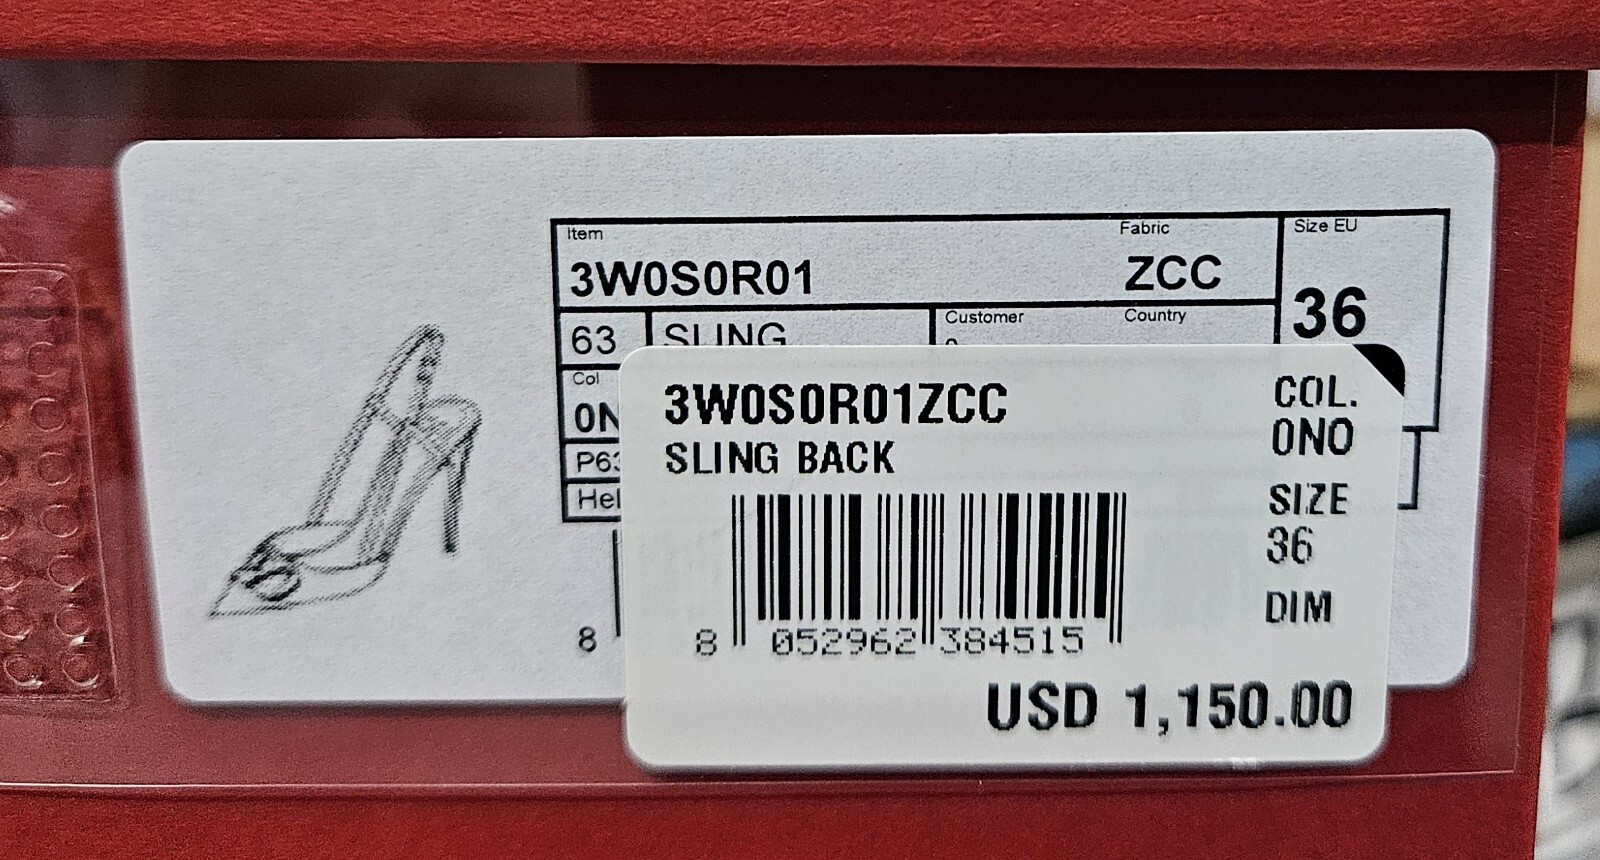 Item
Fabric
Size EU
3W0S0R01
ZCC
36
63
SLING
Customer
Country
Col
0N
P63
Hel
8
3W0S0R01ZCC
COL.
0NO
SLING BACK
SIZE
36
DIM
8 052962 384515
USD 1,150.00